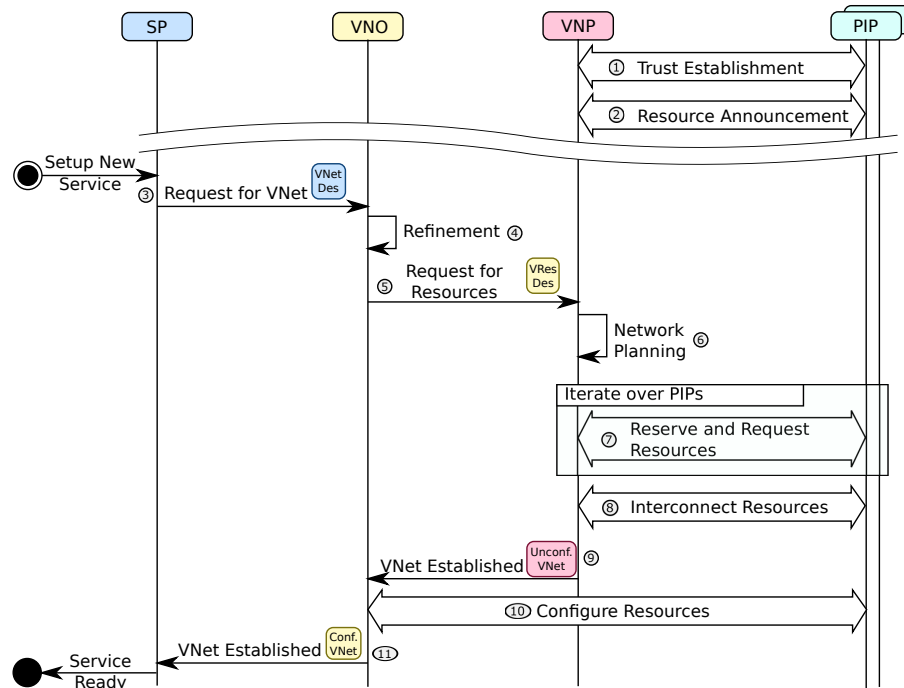 SP
VNO
VNP
PIP
① Trust Establishment
② Resource Announcement
Setup New
Service
③ Request for VNet
VNet
Des
Refinement ④
⑤ Request for
Resources
VRes
Des
Network
Planning ⑥
Iterate over PIPs
⑦ Reserve and Request
Resources
⑧ Interconnect Resources
VNet Established
Unconf.
VNet
⑨
⑩ Configure Resources
VNet Established
Conf.
VNet
⑪
Service
Ready